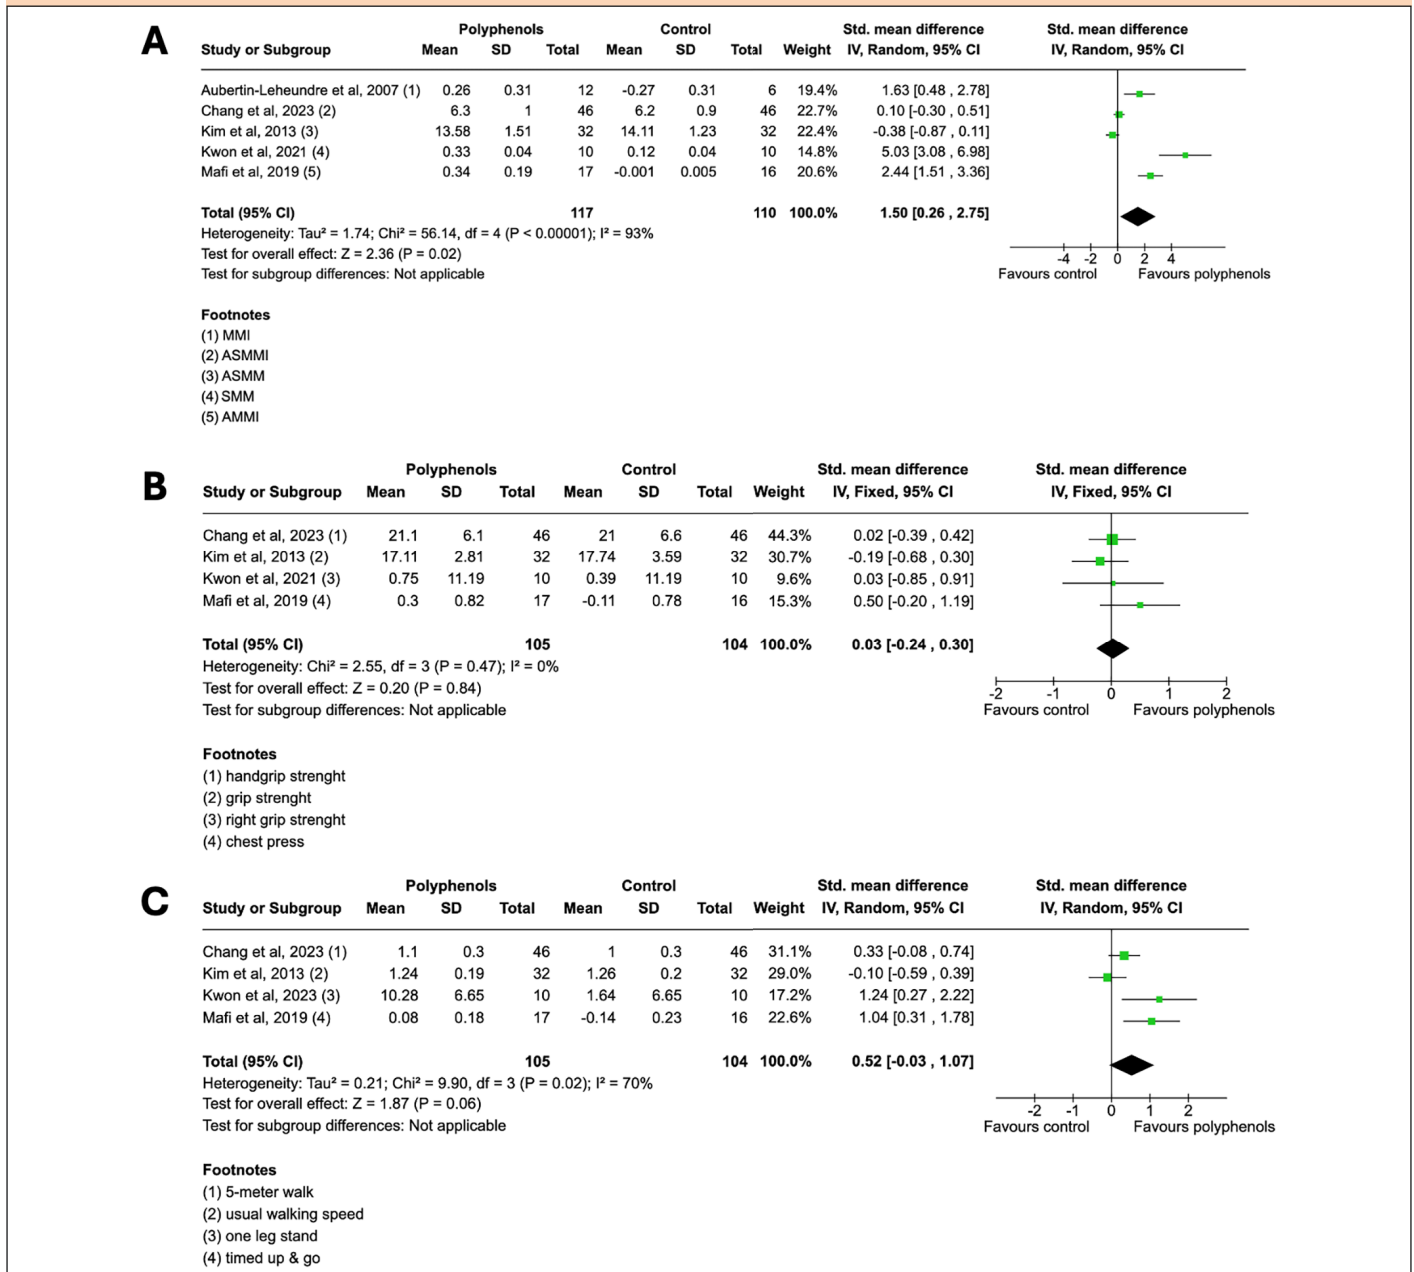 A
Polyphenols Control Std. mean difference Std. mean difference
Study or Subgroup Mean SD Total Mean SD Total Weight IV, Random, 95% CI IV, Random, 95% CI
Aubertin-Leheundre et al, 2007 (1) 0.26 0.31 12 -0.27 0.31 6 19.4% 1.63 [0.48 , 2.78]
Chang et al, 2023 (2) 6.3 1 46 6.2 0.9 46 22.7% 0.10 [-0.30 , 0.51]
Kim et al, 2013 (3) 13.58 1.51 32 14.11 1.23 32 22.4% -0.38 [-0.87 , 0.11]
Kwon et al, 2021 (4) 0.33 0.04 10 0.12 0.04 10 14.8% 5.03 [3.08 , 6.98]
Mafi et al, 2019 (5) 0.34 0.19 17 -0.001 0.005 16 20.6% 2.44 [1.51 , 3.36]
Total (95% CI) 117 110 100.0% 1.50 [0.26 , 2.75]
Heterogeneity: Tau² = 1.74; Chi² = 56.14, df = 4 (P < 0.00001); I² = 93%
Test for overall effect: Z = 2.36 (P = 0.02)
-4 -2 0 2 4
Test for subgroup differences: Not applicable
Favours control Favours polyphenols
Footnotes
(1) MMI
(2) ASMMI
(3) ASMM
(4) SMM
(5) AMMI
B
Polyphenols Control Std. mean difference Std. mean difference
Study or Subgroup Mean SD Total Mean SD Total Weight IV, Fixed, 95% CI IV, Fixed, 95% CI
Chang et al, 2023 (1) 21.1 6.1 46 21 6.6 46 44.3% 0.02 [-0.39 , 0.42]
Kim et al, 2013 (2) 17.11 2.81 32 17.74 3.59 32 30.7% -0.19 [-0.68 , 0.30]
Kwon et al, 2021 (3) 0.75 11.19 10 0.39 11.19 10 9.6% 0.03 [-0.85 , 0.91]
Mafi et al, 2019 (4) 0.3 0.82 17 -0.11 0.78 16 15.3% 0.50 [-0.20 , 1.19]
Total (95% CI) 105 104 100.0% 0.03 [-0.24 , 0.30]
Heterogeneity: Chi² = 2.55, df = 3 (P = 0.47); I² = 0%
Test for overall effect: Z = 0.20 (P = 0.84)
-2 -1 0 1 2
Test for subgroup differences: Not applicable
Favours control Favours polyphenols
Footnotes
(1) handgrip strenght
(2) grip strenght
(3) right grip strenght
(4) chest press
C
Polyphenols Control Std. mean difference Std. mean difference
Study or Subgroup Mean SD Total Mean SD Total Weight IV, Random, 95% CI IV, Random, 95% CI
Chang et al, 2023 (1) 1.1 0.3 46 1 0.3 46 31.1% 0.33 [-0.08 , 0.74]
Kim et al, 2013 (2) 1.24 0.19 32 1.26 0.2 32 29.0% -0.10 [-0.59 , 0.39]
Kwon et al, 2023 (3) 10.28 6.65 10 1.64 6.65 10 17.2% 1.24 [0.27 , 2.22]
Mafi et al, 2019 (4) 0.08 0.18 17 -0.14 0.23 16 22.6% 1.04 [0.31 , 1.78]
Total (95% CI) 105 104 100.0% 0.52 [-0.03 , 1.07]
Heterogeneity: Tau² = 0.21; Chi² = 9.90, df = 3 (P = 0.02); I² = 70%
Test for overall effect: Z = 1.87 (P = 0.06)
-2 -1 0 1 2
Test for subgroup differences: Not applicable
Favours control Favours polyphenols
Footnotes
(1) 5-meter walk
(2) usual walking speed
(3) one leg stand
(4) timed up & go